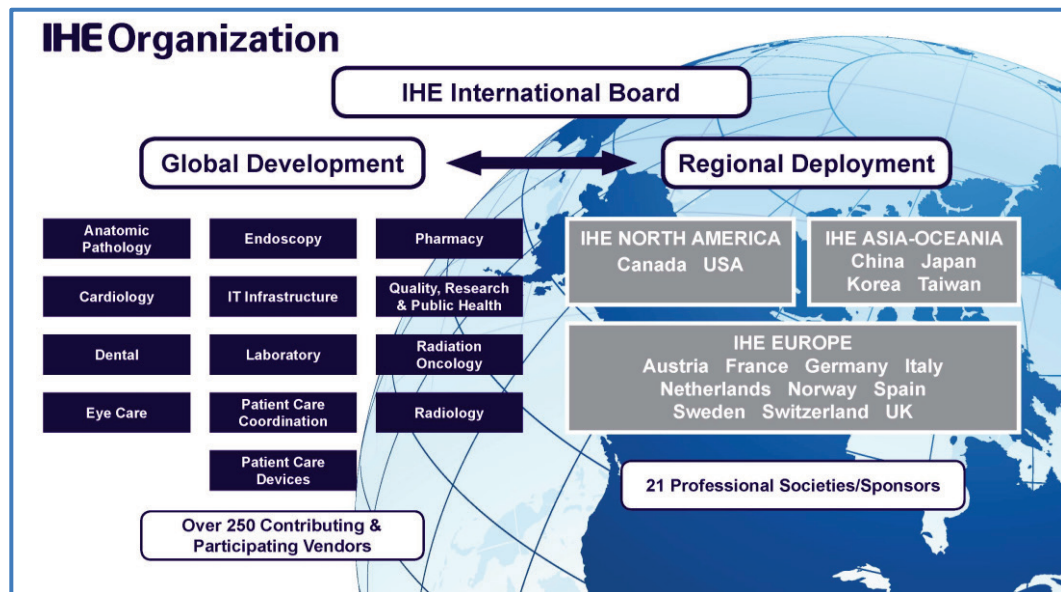 IHE Organization
IHE International Board
Global Development
Regional Deployment
Anatomic
Pathology
Endoscopy
Pharmacy
Cardiology
IT Infrastructure
Quality, Research
& Public Health
Dental
Laboratory
Radiation
Oncology
Eye Care
Patient Care
Coordination
Radiology
Patient Care
Devices
Over 250 Contributing &
Participating Vendors
IHE NORTH AMERICA
Canada USA
IHE ASIA-OCEANIA
China Japan
Korea Taiwan
IHE EUROPE
Austria France Germany Italy
Netherlands Norway Spain
Sweden Switzerland UK
21 Professional Societies/Sponsors